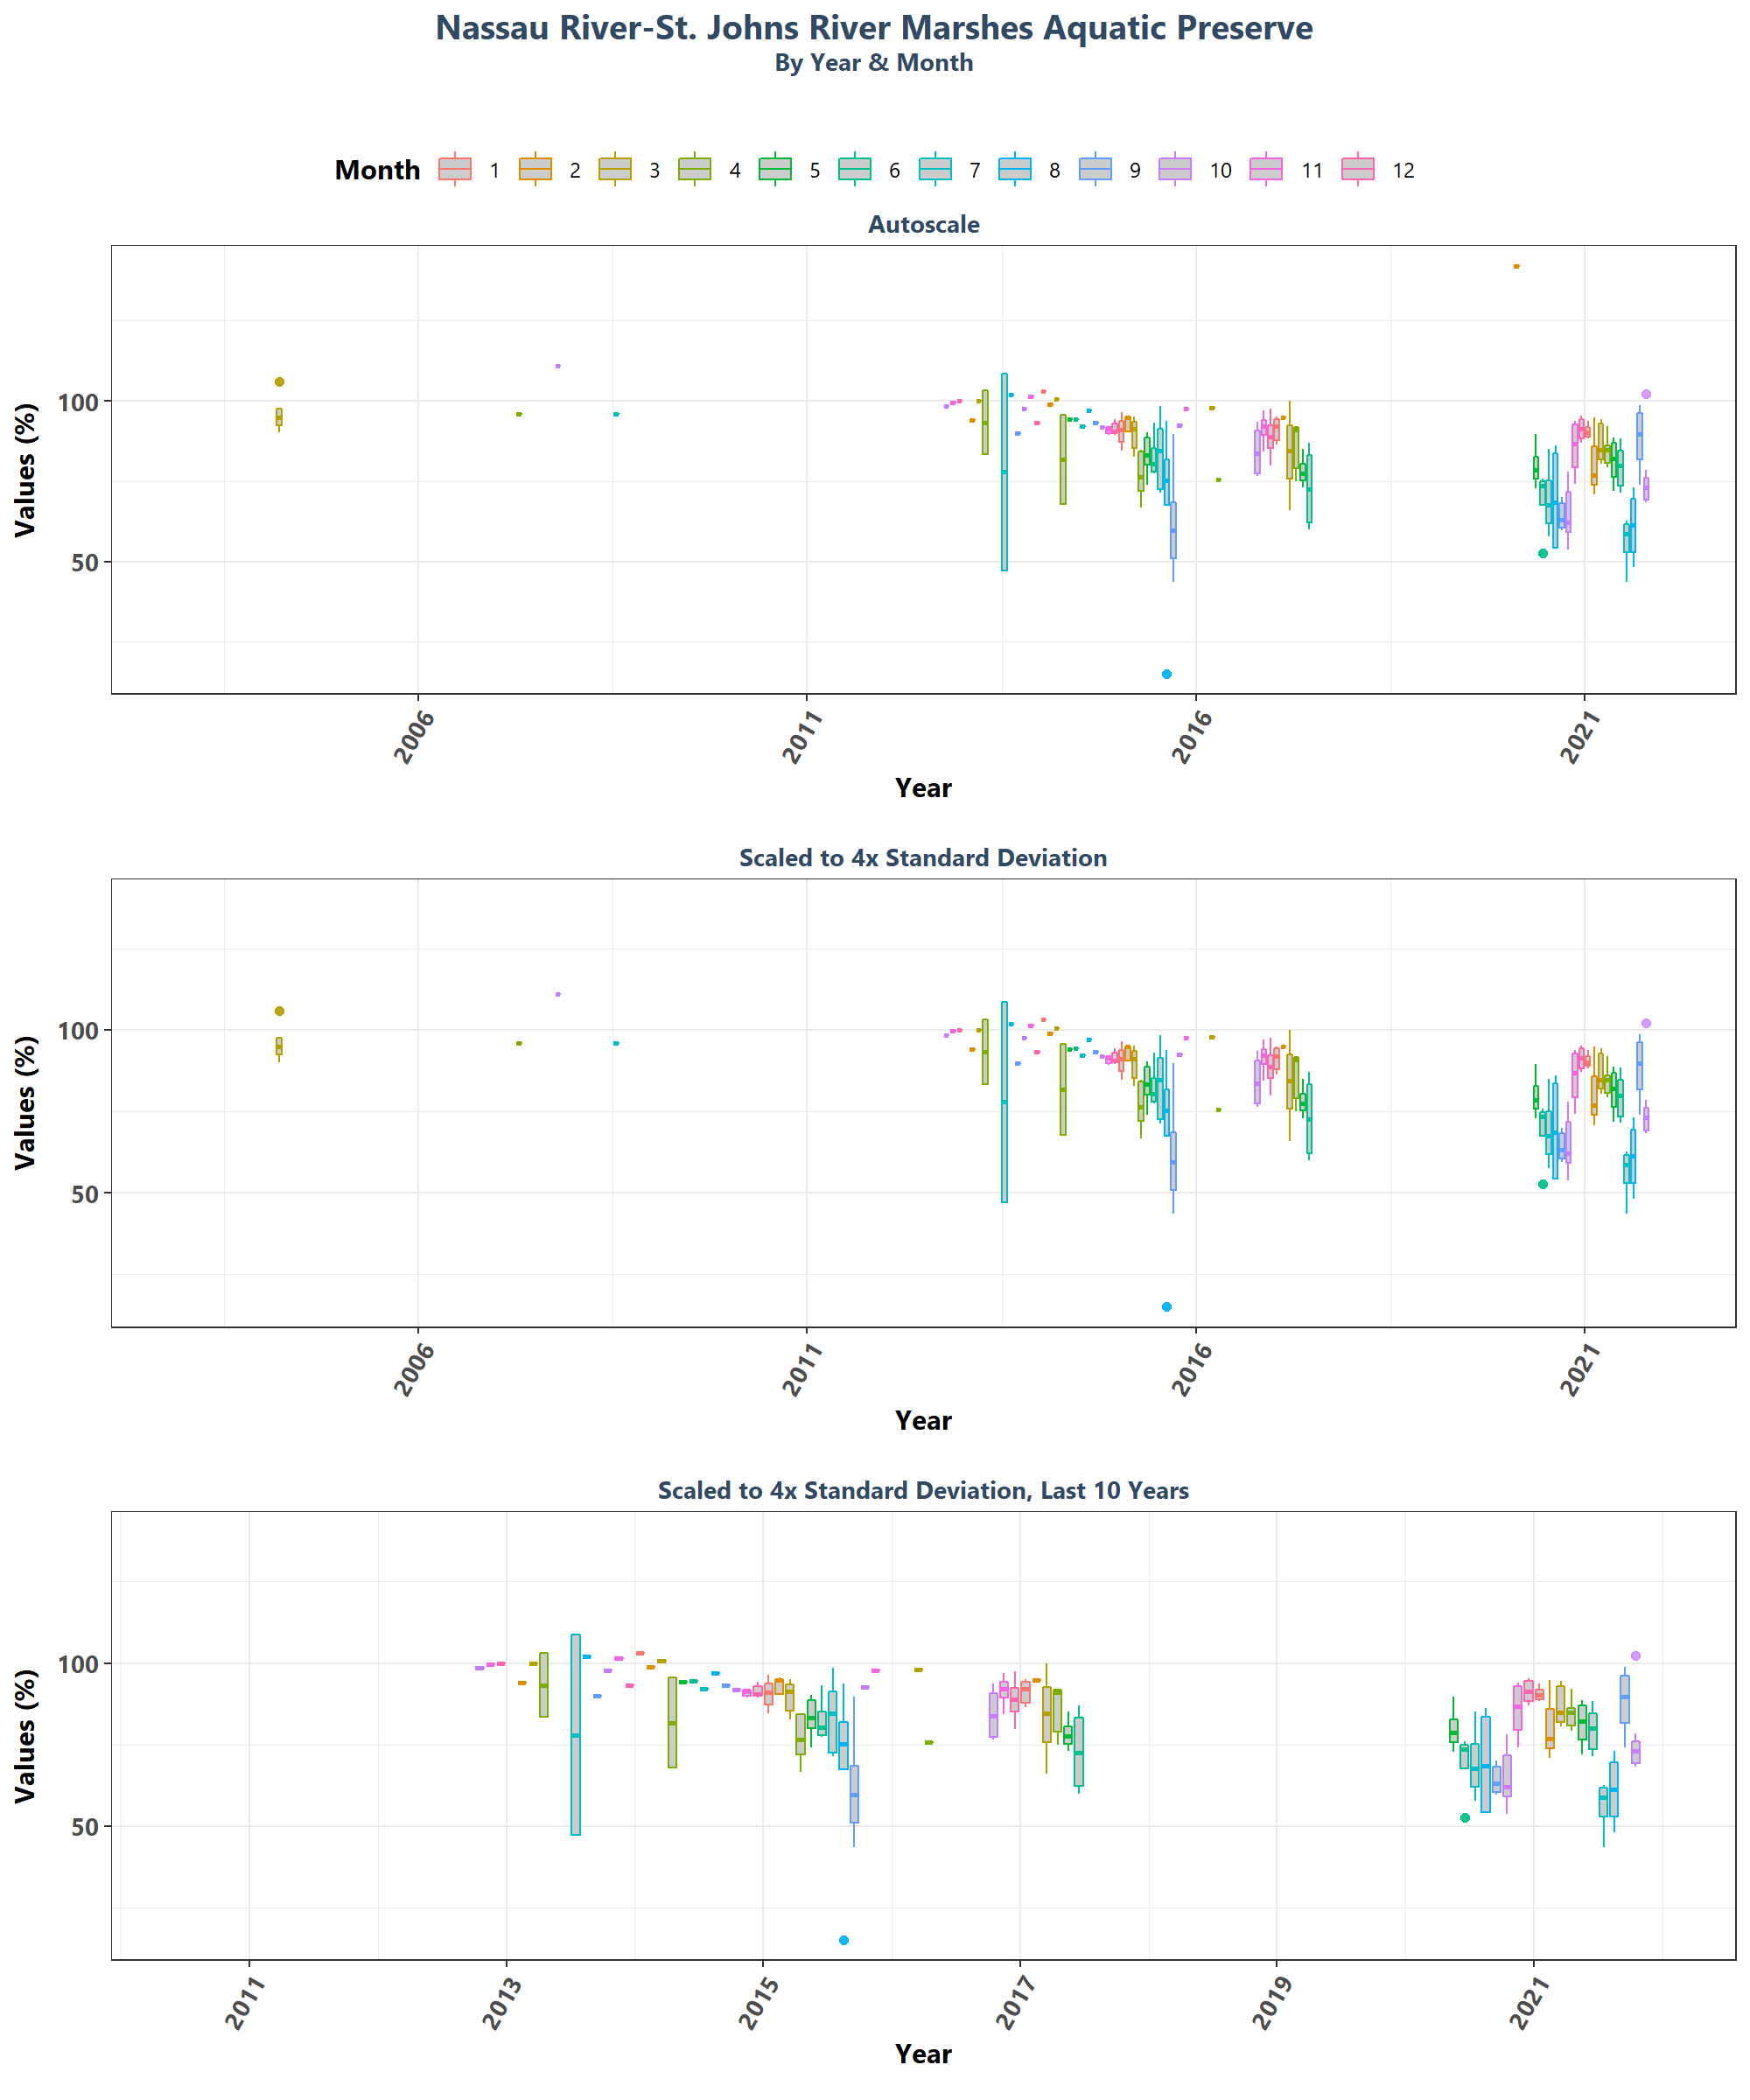 Nassau River-St. Johns River Marshes Aquatic Preserve
By Year & Month
Month 1 2 3 4 5 6 7 8 9 10 11 12
Autoscale
Values (%)
100
50
2006 2011 2016 2021
Year
Scaled to 4x Standard Deviation
Values (%)
100
50
2006 2011 2016 2021
Year
Scaled to 4x Standard Deviation, Last 10 Years
Values (%)
100
50
2011 2013 2015 2017 2019 2021
Year